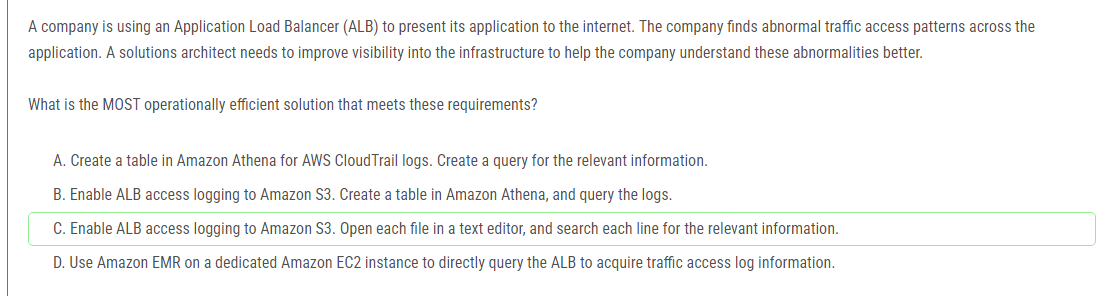 A company is using an Application Load Balancer (ALB) to present its application to the internet. The company finds abnormal traffic access patterns across the
application. A solutions architect needs to improve visibility into the infrastructure to help the company understand these abnormalities better.
What is the MOST operationally efficient solution that meets these requirements?
A. Create a table in Amazon Athena for AWS CloudTrail logs. Create a query for the relevant information.
B. Enable ALB access logging to Amazon S3. Create a table in Amazon Athena, and query the logs.
C. Enable ALB access logging to Amazon S3. Open each file in a text editor, and search each line for the relevant information.
D. Use Amazon EMR on a dedicated Amazon EC2 instance to directly query the ALB to acquire traffic access log information.